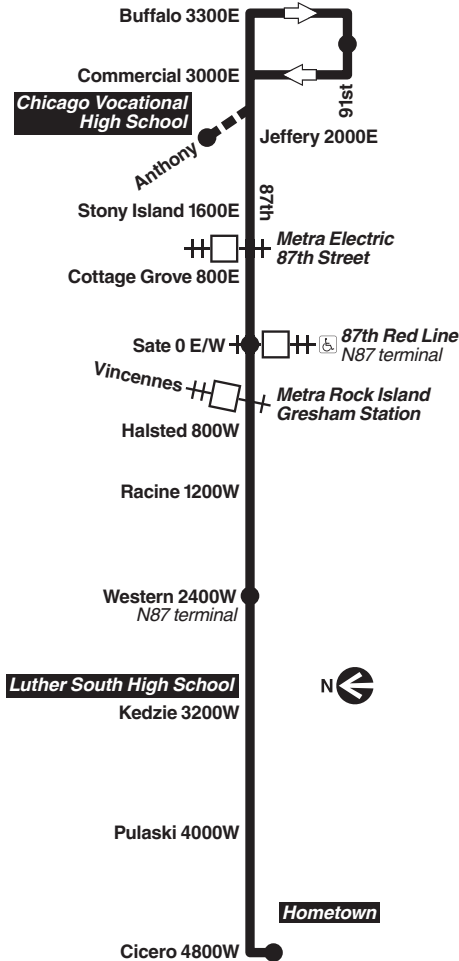 Buffalo 3300E
Commercial 3000E
91st
Chicago Vocational
High School
Anthony
Jeffery 2000E
87th
Stony Island 1600E
Metra Electric
87th Street
Cottage Grove 800E
Sate 0 E/W
87th Red Line
N87 terminal
Vincennes
Metra Rock Island
Gresham Station
Halsted 800W
Racine 1200W
Western 2400W
N87 terminal
Luther South High School
N
Kedzie 3200W
Pulaski 4000W
Hometown
Cicero 4800W